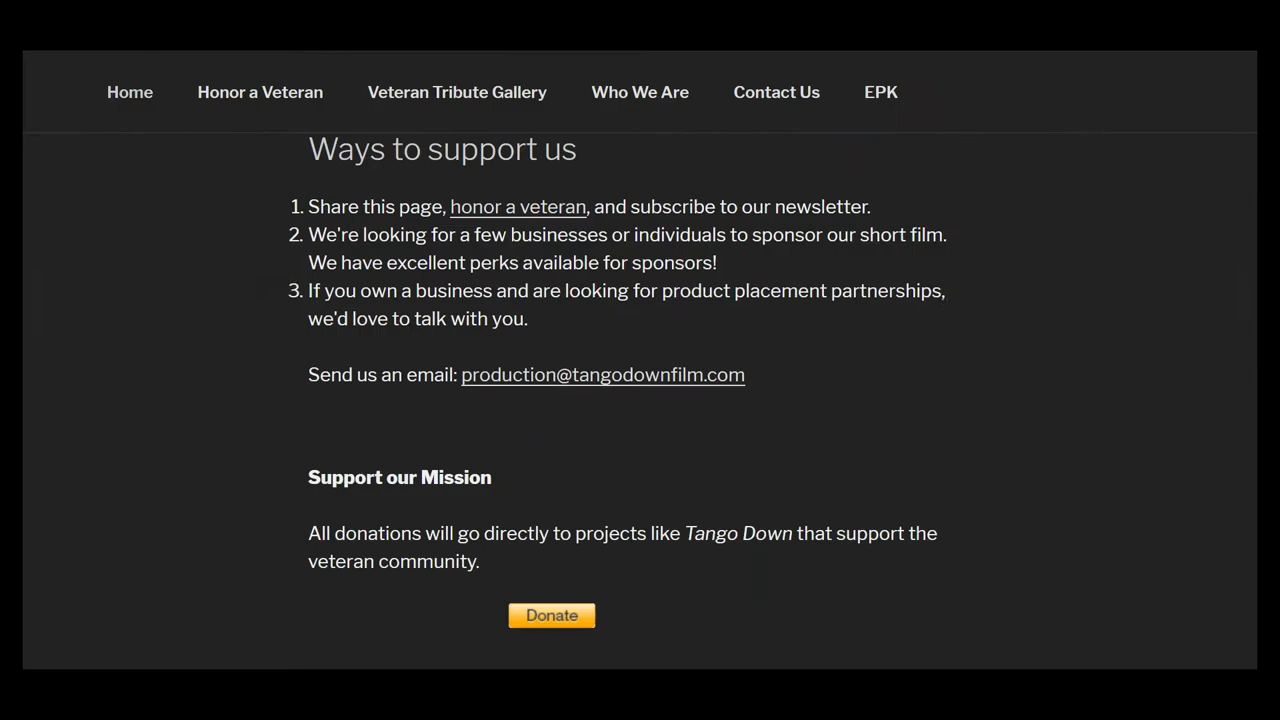 Home Honor a Veteran Veteran Tribute Gallery Who We Are Contact Us EPK
Ways to support us
1. Share this page, honor a veteran, and subscribe to our newsletter.
2. We're looking for a few businesses or individuals to sponsor our short film.
We have excellent perks available for sponsors!
3. If you own a business and are looking for product placement partnerships,
we'd love to talk with you.
Send us an email: production@tangodownfilm.com
Support our Mission
All donations will go directly to projects like Tango Down that support the
veteran community.
Donate